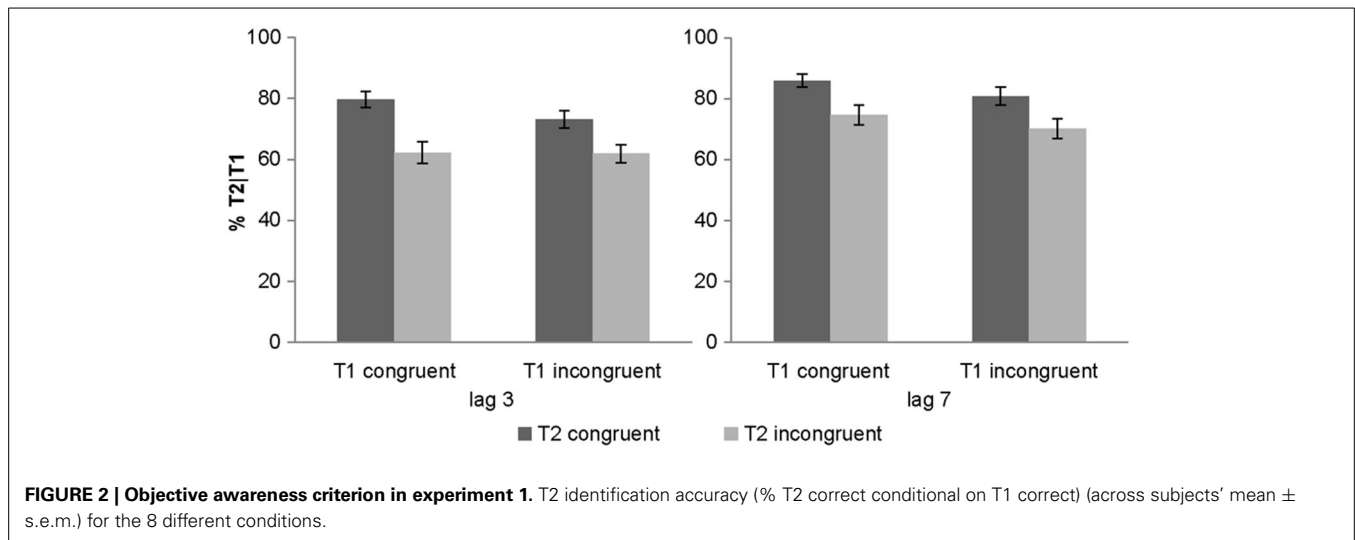 100
80
60
40
20
0
% T2|T1
T1 congruent T1 incongruent
lag 3
100
80
60
40
20
0
T1 congruent T1 incongruent
lag 7
T2 congruent T2 incongruent
FIGURE 2 | Objective awareness criterion in experiment 1. T2 identification accuracy (% T2 correct conditional on T1 correct) (across subjects' mean ±
s.e.m.) for the 8 different conditions.